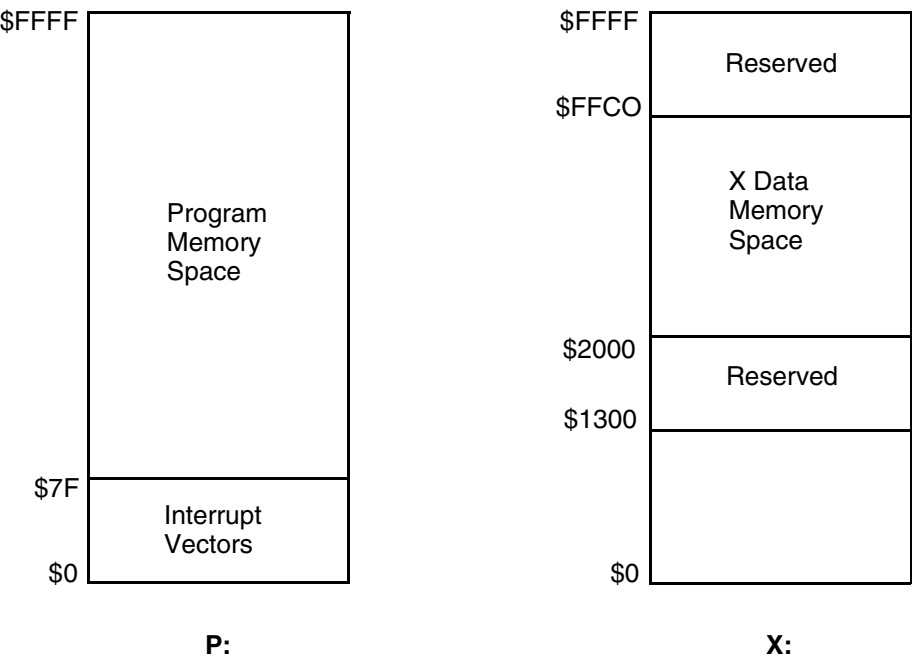 $FFFF
Program
Memory
Space
$7F
Interrupt
Vectors
$0
P:
$FFFF
Reserved
$FFCO
X Data
Memory
Space
$2000
Reserved
$1300
$0
X: